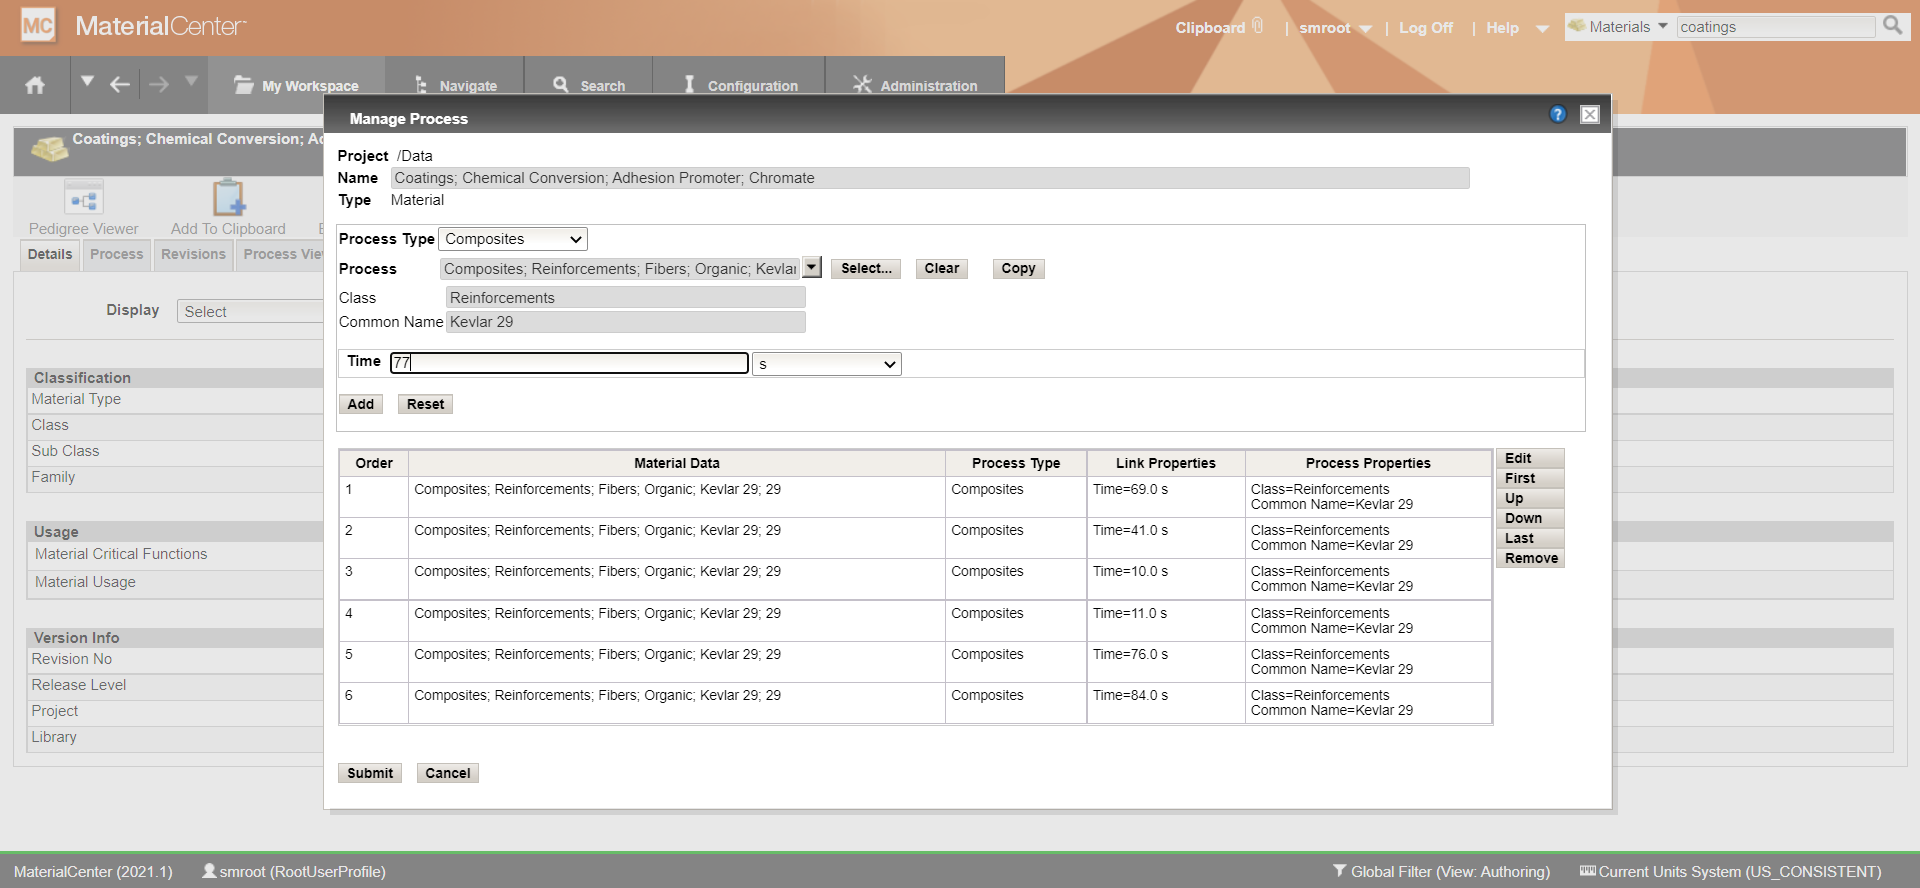 MC MaterialCenter
Clipboard | smroot | Log Off | Help Materials coatings
My Workspace Navigate Search Configuration Administration
Manage Process ?
Coatings; Chemical Conversion;
Pedigree Viewer Add To Clipboard
Details Process Revisions
Display Select
Classification
Material Type
Class
Sub Class
Family
Usage
Material Critical Functions
Material Usage
Version Info
Revision No
Release Level
Project
Library
Project /Data
Name Coatings; Chemical Conversion; Adhesion Promoter; Chromate
Type Material
Process Type Composites
Process Composites; Reinforcements; Fibers; Organic; Kevlar Select... Clear Copy
Class Reinforcements
Common Name Kevlar 29
Time 77 s
Add Reset
Order Material Data Process Type Link Properties Process Properties
1 Composites; Reinforcements; Fibers; Organic; Kevlar 29; 29 Composites Time=69.0 s Class=Reinforcements
Common Name=Kevlar 29
2 Composites; Reinforcements; Fibers; Organic; Kevlar 29; 29 Composites Time=41.0 s Class=Reinforcements
Common Name=Kevlar 29
3 Composites; Reinforcements; Fibers; Organic; Kevlar 29; 29 Composites Time=10.0 s Class=Reinforcements
Common Name=Kevlar 29
4 Composites; Reinforcements; Fibers; Organic; Kevlar 29; 29 Composites Time=11.0 s Class=Reinforcements
Common Name=Kevlar 29
5 Composites; Reinforcements; Fibers; Organic; Kevlar 29; 29 Composites Time=76.0 s Class=Reinforcements
Common Name=Kevlar 29
6 Composites; Reinforcements; Fibers; Organic; Kevlar 29; 29 Composites Time=84.0 s Class=Reinforcements
Common Name=Kevlar 29
Edit
First
Up
Down
Last
Remove
Submit Cancel
MaterialCenter (2021.1) smroot (RootUserProfile) Global Filter (View: Authoring) Current Units System (US_CONSISTENT)